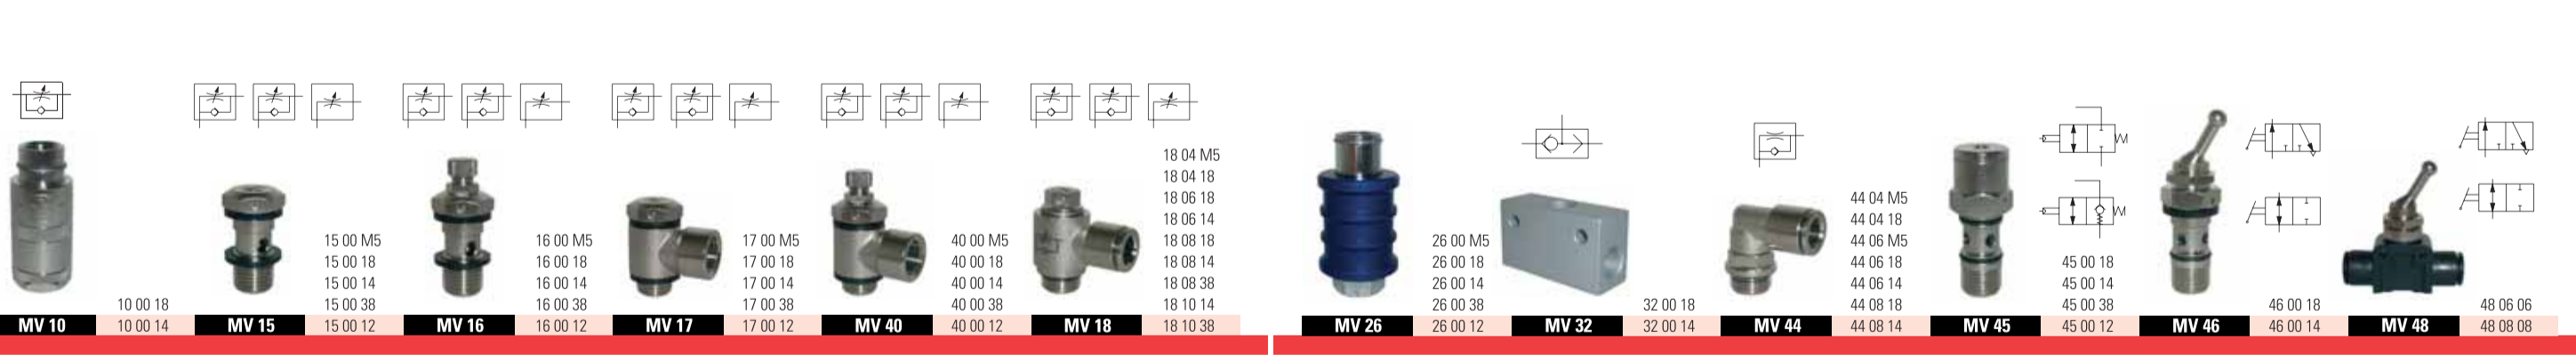 10 00 18
MV 10 10 00 14
15 00 M5
15 00 18
15 00 14
15 00 38
MV 15 15 00 12
16 00 M5
16 00 18
16 00 14
16 00 38
MV 16 16 00 12
17 00 M5
17 00 18
17 00 14
17 00 38
MV 17 17 00 12
40 00 M5
40 00 18
40 00 14
40 00 38
MV 40 40 00 12
18 04 M5
18 04 18
18 06 18
18 06 14
18 08 18
18 08 14
18 08 38
18 10 14
MV 18 18 10 38
26 00 M5
26 00 18
26 00 14
26 00 38
MV 26 26 00 12
32 00 18
MV 32 32 00 14
44 04 M5
44 04 18
44 06 M5
44 06 18
44 06 14
44 08 18
MV 44 44 08 14
45 00 18
45 00 14
45 00 38
MV 45 45 00 12
46 00 18
MV 46 46 00 14
48 06 06
MV 48 48 08 08